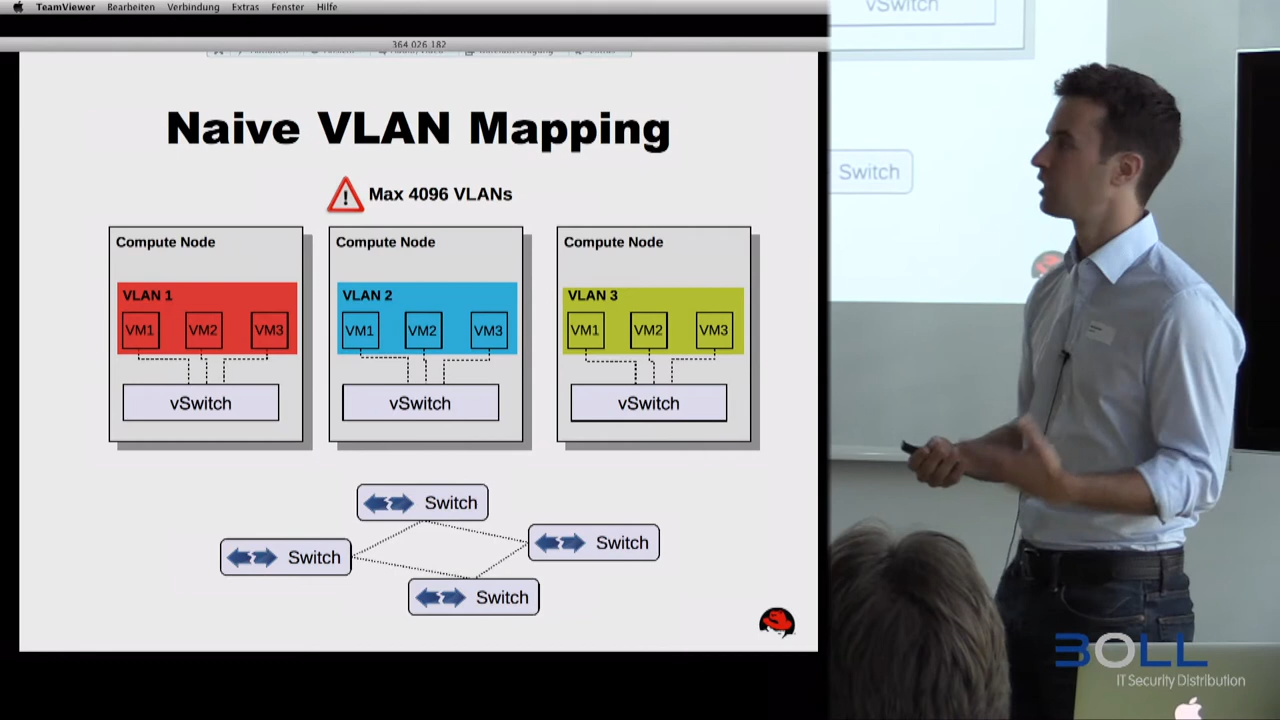 TeamViewer Bearbeiten Verbindung Extras Fenster Hilfe
364 026 182
Naive VLAN Mapping
Max 4096 VLANs
Compute Node
VLAN 1
VM1 VM2 VM3
vSwitch
Compute Node
VLAN 2
VM1 VM2 VM3
vSwitch
Compute Node
VLAN 3
VM1 VM2 VM3
vSwitch
Switch
Switch
Switch
Switch
vSwitch
Switch
BOLL
IT Security Distribution